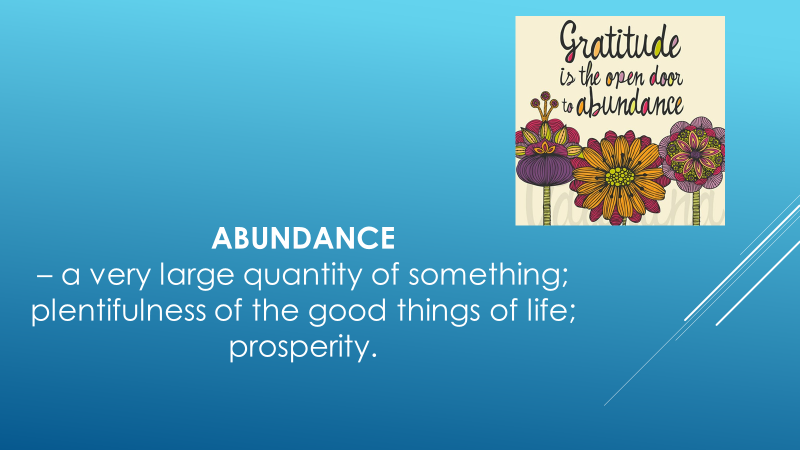 Gratitude
is the open door
to abundance
ABUNDANCE
– a very large quantity of something;
plentifulness of the good things of life;
prosperity.